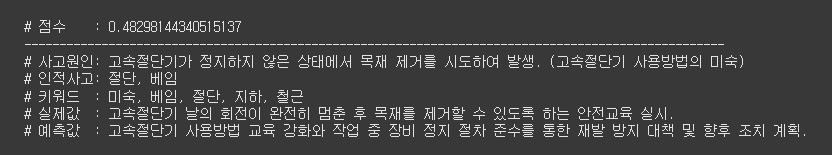 # 점수    : 0.48298144340515137
------------------------------------------------------------------------------------------
# 사고원인: 고속절단기가 정지하지 않은 상태에서 목재 제거를 시도하여 발생. (고속절단기 사용방법의 미숙)
# 인적사고: 절단, 베임
# 키워드  : 미숙, 베임, 절단, 지하, 철근
# 실제값  : 고속절단기 날의 회전이 완전히 멈춘 후 목재를 제거할 수 있도록 하는 안전교육 실시.
# 예측값  : 고속절단기 사용방법 교육 강화와 작업 중 장비 정지 절차 준수를 통한 재발 방지 대책 및 향후 조치 계획.